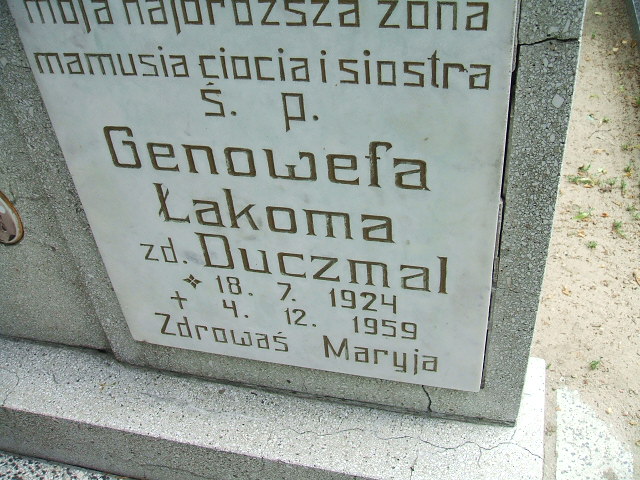 moja najdroższa żona
mamusia ciocia i siostra
ś. p.
Genowefa
Łakoma
zd. Duczmal
18. 7. 1924
+ 4. 12. 1959
Zdrowaś Maryja